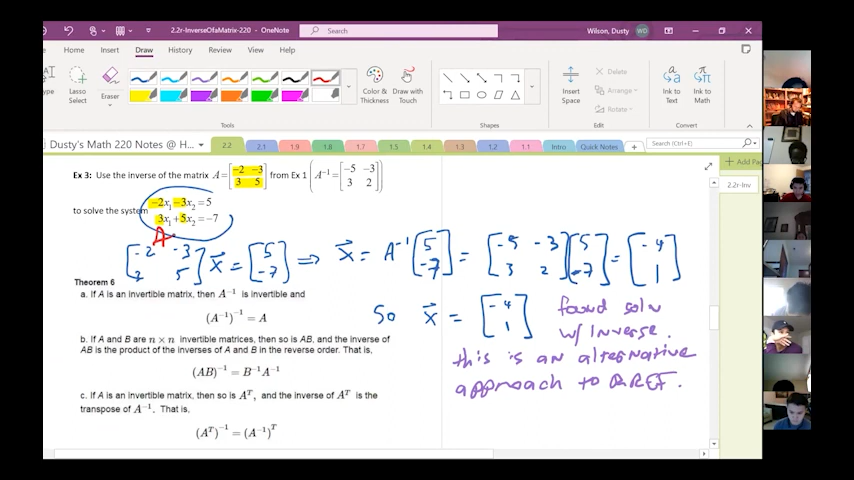 2.2r-InverseOfaMatrix-220 - OneNote
Search
Wilson, Dusty WD
Home Insert Draw History Review View Help
Type
Lasso Select
Eraser
Color & Thickness
Draw with Touch
Insert Space
Delete
Arrange
Rotate
Ink to Text
Ink to Math
Tools Shapes Edit Convert
Dusty's Math 220 Notes @ H...
2.2 2.1 1.9 1.8 1.7 1.5 1.4 1.3 1.2 1.1 Intro Quick Notes +
Search (Ctrl+E)
Add Pag
2.2r-Inv
Ex 3: Use the inverse of the matrix A = [−2 −3; 3 5] from Ex 1 (A⁻¹ = [−5 −3; 3 2])
to solve the system
−2x₁ −3x₂ = 5
3x₁ + 5x₂ = −7
A
[-2 -3; 3 5] x⃗ = [5; -7] ⇒ x⃗ = A⁻¹ [5; -7] = [-5 -3; 3 2][5; -7] = [-4; 1]
So x⃗ = [-4; 1]
found soln
w/ Inverse.
this is an alternative
approach to RREF.
Theorem 6
a. If A is an invertible matrix, then A⁻¹ is invertible and
(A⁻¹)⁻¹ = A
b. If A and B are n × n invertible matrices, then so is AB, and the inverse of
AB is the product of the inverses of A and B in the reverse order. That is,
(AB)⁻¹ = B⁻¹A⁻¹
c. If A is an invertible matrix, then so is Aᵀ, and the inverse of Aᵀ is the
transpose of A⁻¹. That is.
(Aᵀ)⁻¹ = (A⁻¹)ᵀ